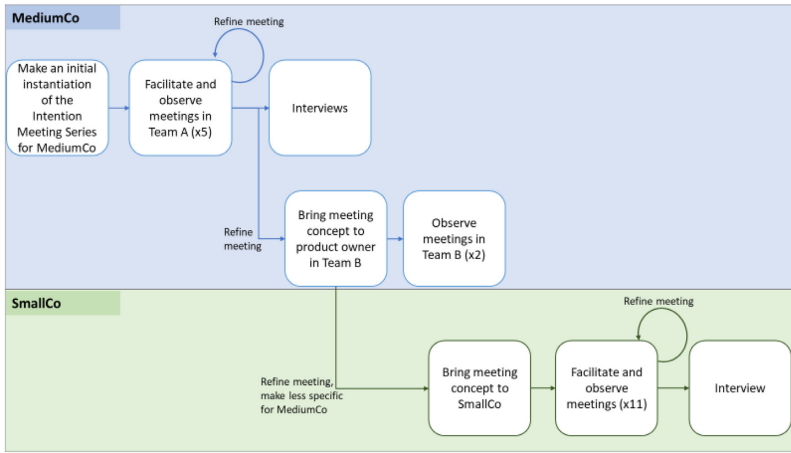 MediumCo
Refine meeting
Make an initial
instantiation
of the
Intention
Meeting Series
for MediumCo
Facilitate and
observe
meetings in
Team A (x5)
Interviews
Refine
meeting
Bring meeting
concept to
product owner
in Team B
Observe
meetings in
Team B (x2)
SmallCo
Refine meeting
Refine meeting,
make less specific
for MediumCo
Bring meeting
concept to
SmallCo
Facilitate and
observe
meetings (x11)
Interview